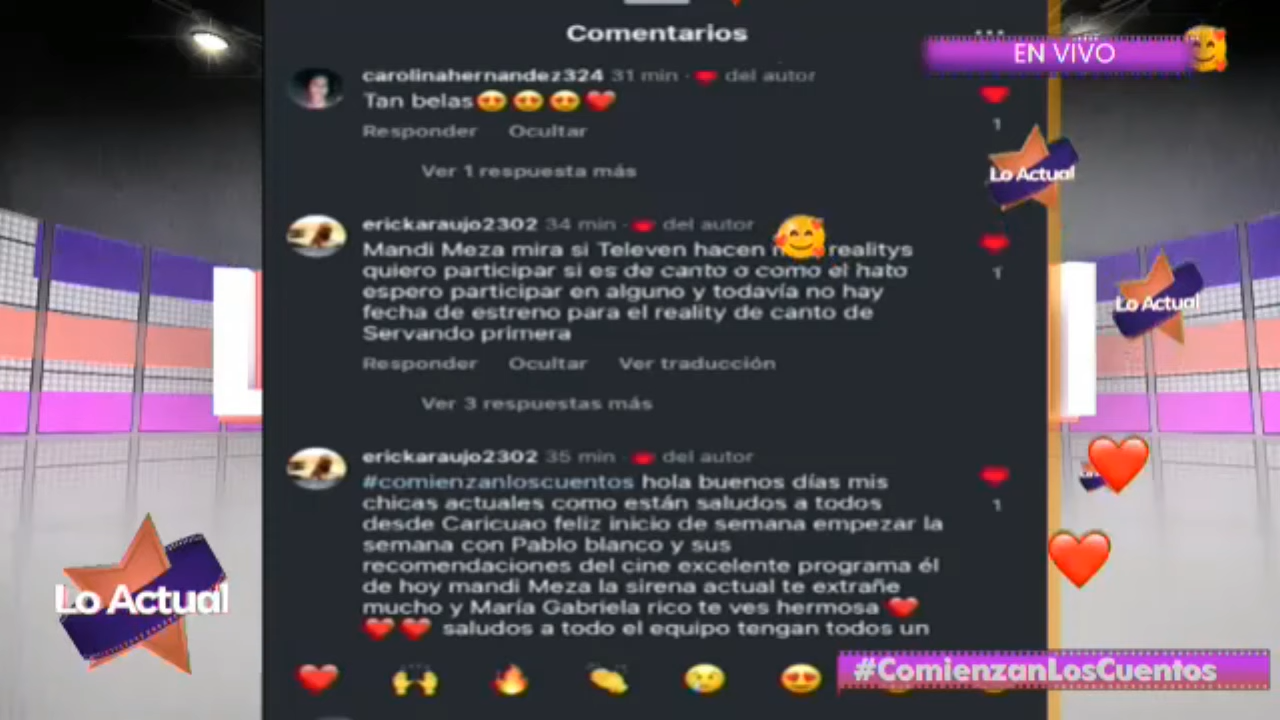 Comentarios
EN VIVO
carolinahernandez324 31 min · del autor
Tan belas
1
Responder Ocultar
Ver 1 respuesta más
Lo Actual
erickaraujo2302 34 min · del autor
Mandi Meza mira si Televen hacen realitys
quiero participar si es de canto o como el hato
1
espero participar en alguno y todavía no hay
fecha de estreno para el reality de canto de
Servando primera
Lo Actual
Responder Ocultar Ver traducción
Ver 3 respuestas más
erickaraujo2302 35 min · del autor
#comienzanloscuentos hola buenos días mis
chicas actuales como están saludos a todos
1
desde Caricuao feliz inicio de semana empezar la
semana con Pablo blanco y sus
recomendaciones del cine excelente programa él
de hoy mandi Meza la sirena actual te extrañe
mucho y María Gabriela rico te ves hermosa
saludos a todo el equipo tengan todos un
Lo Actual
#ComienzanLosCuentos